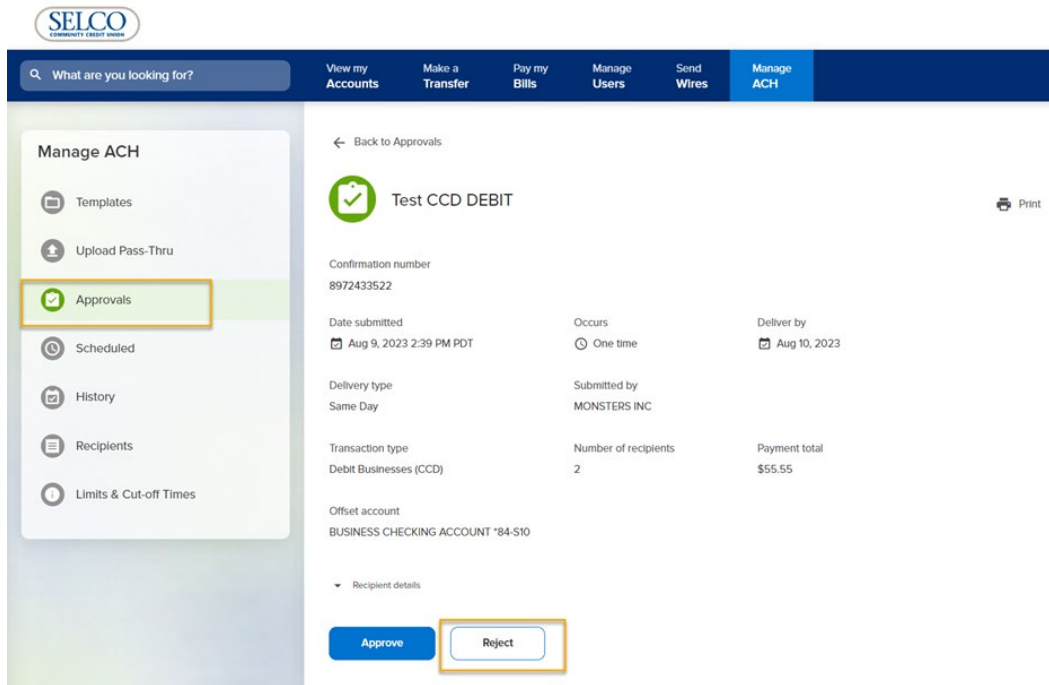 SELCO
COMMUNITY CREDIT UNION
What are you looking for?
View my Accounts
Make a Transfer
Pay my Bills
Manage Users
Send Wires
Manage ACH
Manage ACH
Templates
Upload Pass-Thru
Approvals
Scheduled
History
Recipients
Limits & Cut-off Times
Back to Approvals
Test CCD DEBIT
Print
Confirmation number
8972433522
Date submitted
Aug 9, 2023 2:39 PM PDT
Occurs
One time
Deliver by
Aug 10, 2023
Delivery type
Same Day
Submitted by
MONSTERS INC
Transaction type
Debit Businesses (CCD)
Number of recipients
2
Payment total
$55.55
Offset account
BUSINESS CHECKING ACCOUNT *84-S10
Recipient details
Approve
Reject